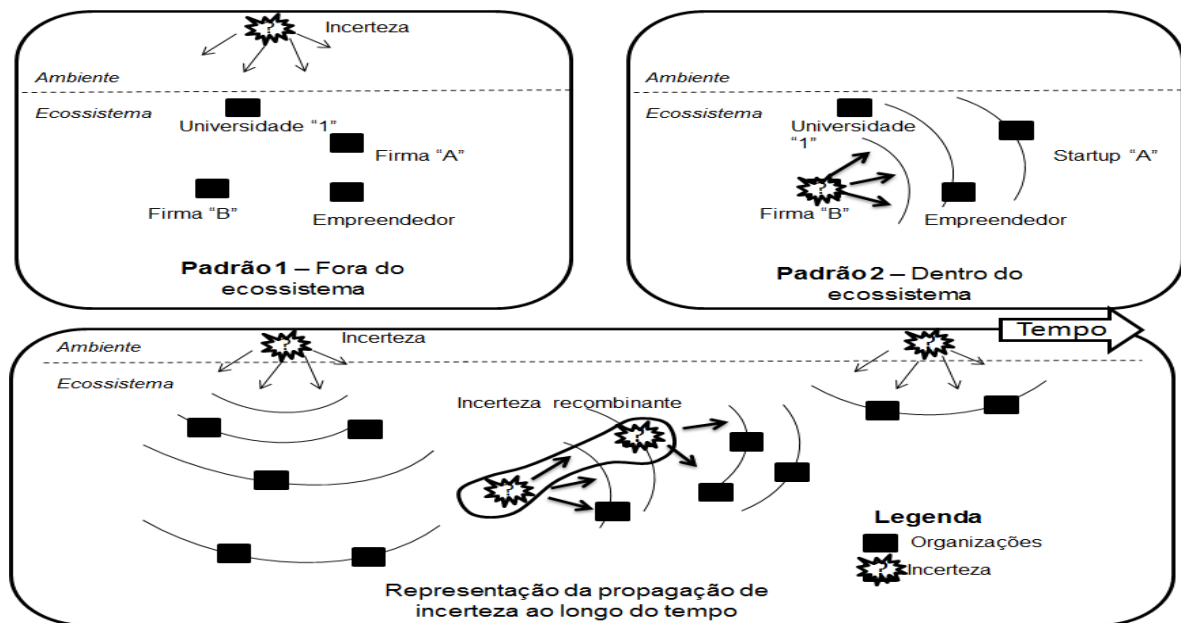 ?
Incerteza
Ambiente
Ecossistema
Universidade “1”
Firma “A”
Firma “B”
Empreendedor
Padrão 1 – Fora do
ecossistema
Ambiente
Ecossistema
Universidade
“1”
Startup “A”
?
Firma “B”
Empreendedor
Padrão 2 – Dentro do
ecossistema
Tempo
?
Incerteza
?
Ambiente
Ecossistema
Incerteza recombinante
?
?
Legenda
Organizações
?
Incerteza
Representação da propagação de
incerteza ao longo do tempo